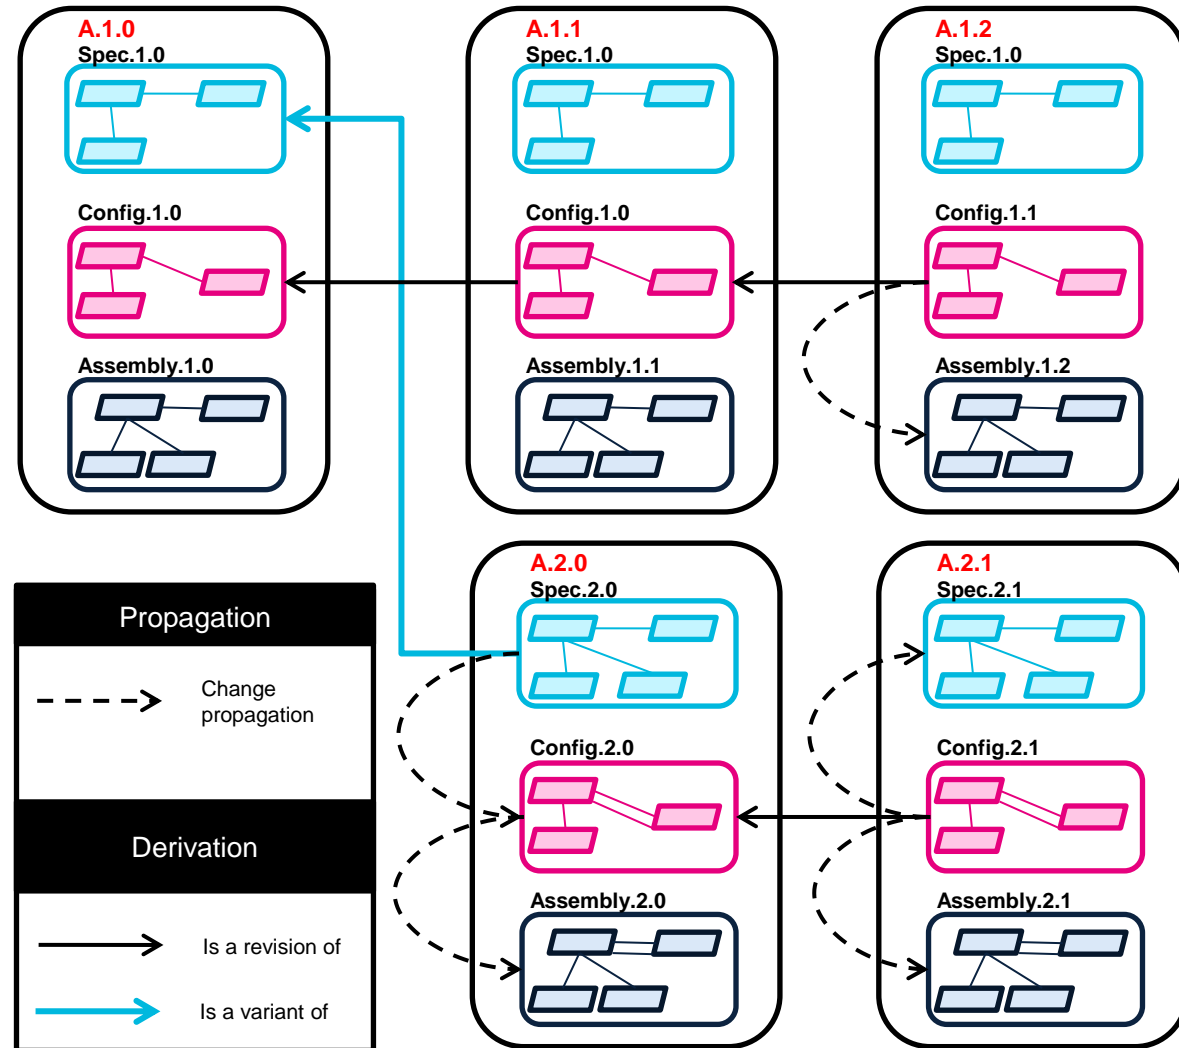 A.1.0
Spec.1.0
Config.1.0
Assembly.1.0
A.1.1
Spec.1.0
Config.1.0
Assembly.1.1
A.1.2
Spec.1.0
Config.1.1
Assembly.1.2
A.2.0
Spec.2.0
Config.2.0
Assembly.2.0
A.2.1
Spec.2.1
Config.2.1
Assembly.2.1
Propagation
Change
propagation
Derivation
Is a revision of
Is a variant of